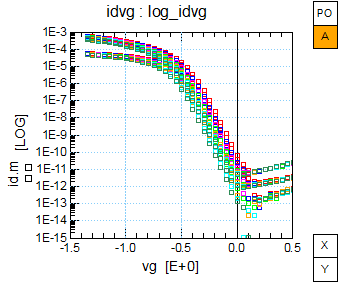 idvg : log_idvg
PO
A
1E-3
1E-4
1E-5
1E-6
1E-7
1E-8
1E-9
1E-10
1E-11
1E-12
1E-13
1E-14
1E-15
id.m [LOG]
-1.5 -1.0 -0.5 0.0 0.5
vg [E+0]
X
Y